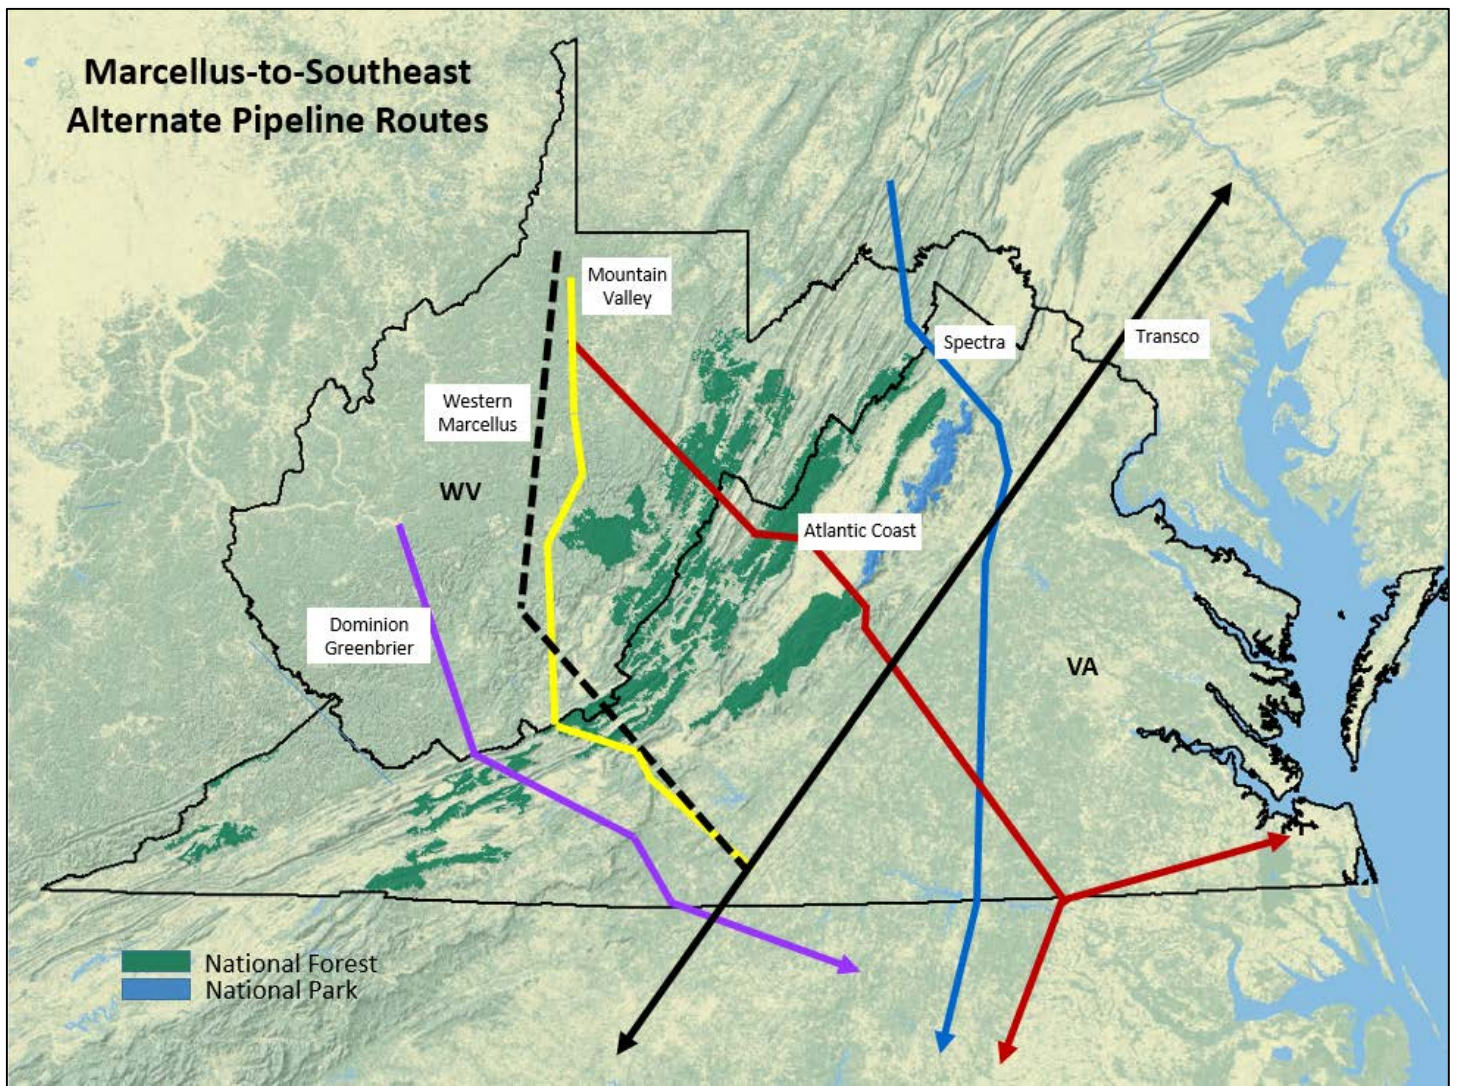 Marcellus-to-Southeast
Alternate Pipeline Routes
Mountain
Valley
Spectra
Transco
Western
Marcellus
WV
Atlantic Coast
Dominion
Greenbrier
VA
National Forest
National Park